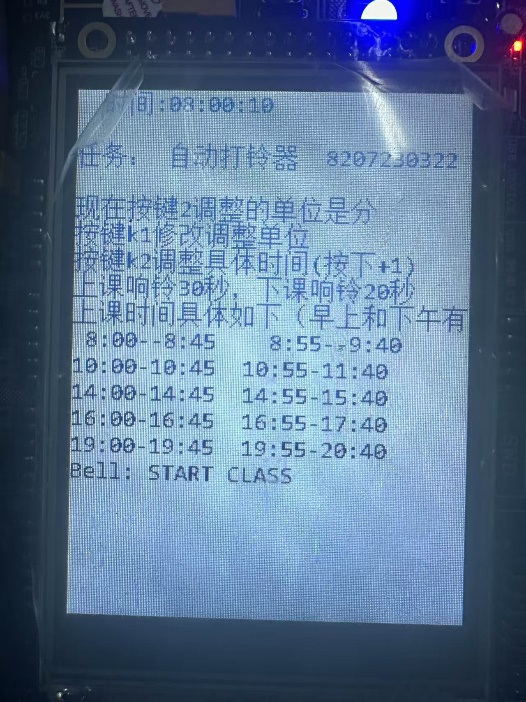 时间:08:00:10
任务: 自动打铃器 8207230322
现在按键2调整的单位是分
按键k1修改调整单位
按键k2调整具体时间(按下+1)
上课响铃30秒, 下课响铃20秒
上课时间具体如下（早上和下午有
8:00--8:45 8:55--9:40
10:00-10:45 10:55-11:40
14:00-14:45 14:55-15:40
16:00-16:45 16:55-17:40
19:00-19:45 19:55-20:40
Bell: START CLASS